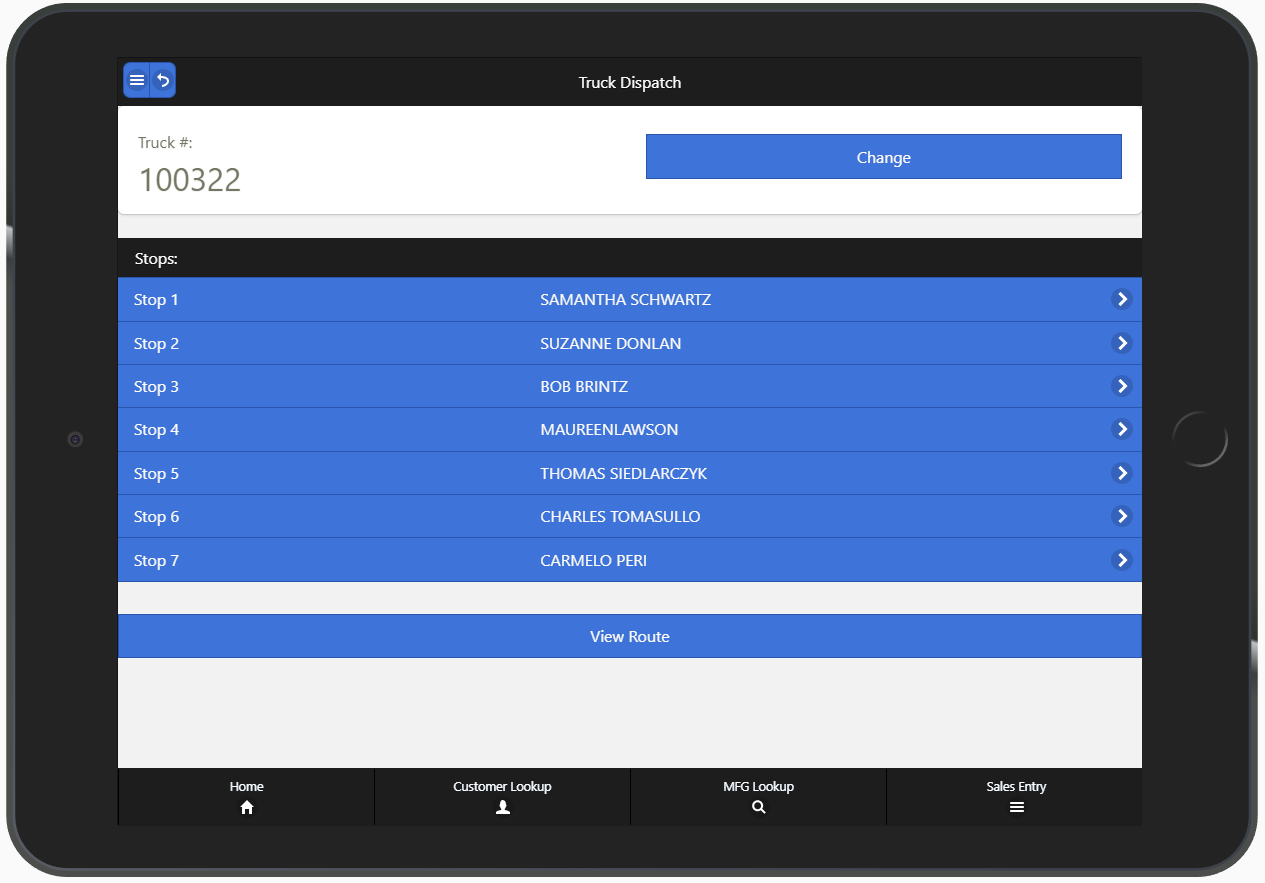 Truck Dispatch
Truck #:
100322
Change
Stops:
Stop 1 SAMANTHA SCHWARTZ
Stop 2 SUZANNE DONLAN
Stop 3 BOB BRINTZ
Stop 4 MAUREENLAWSON
Stop 5 THOMAS SIEDLARCZYK
Stop 6 CHARLES TOMASULLO
Stop 7 CARMELO PERI
View Route
Home Customer Lookup MFG Lookup Sales Entry